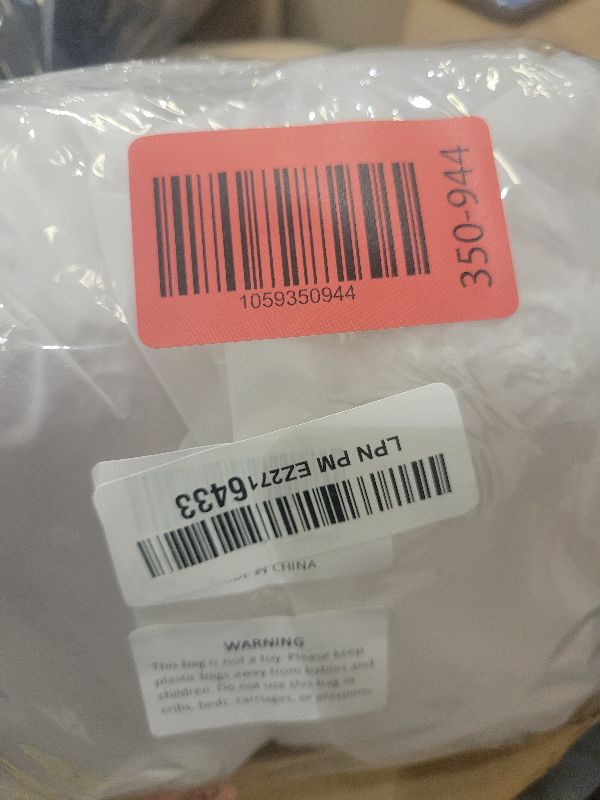 1059350944
350-944
LPN PM EZ2716433
IN CHINA
WARNING
This bag is not a toy. Please keep
plastic bags away from babies and
children. Do not use this bag in
cribs, beds, carriages, or playpens.